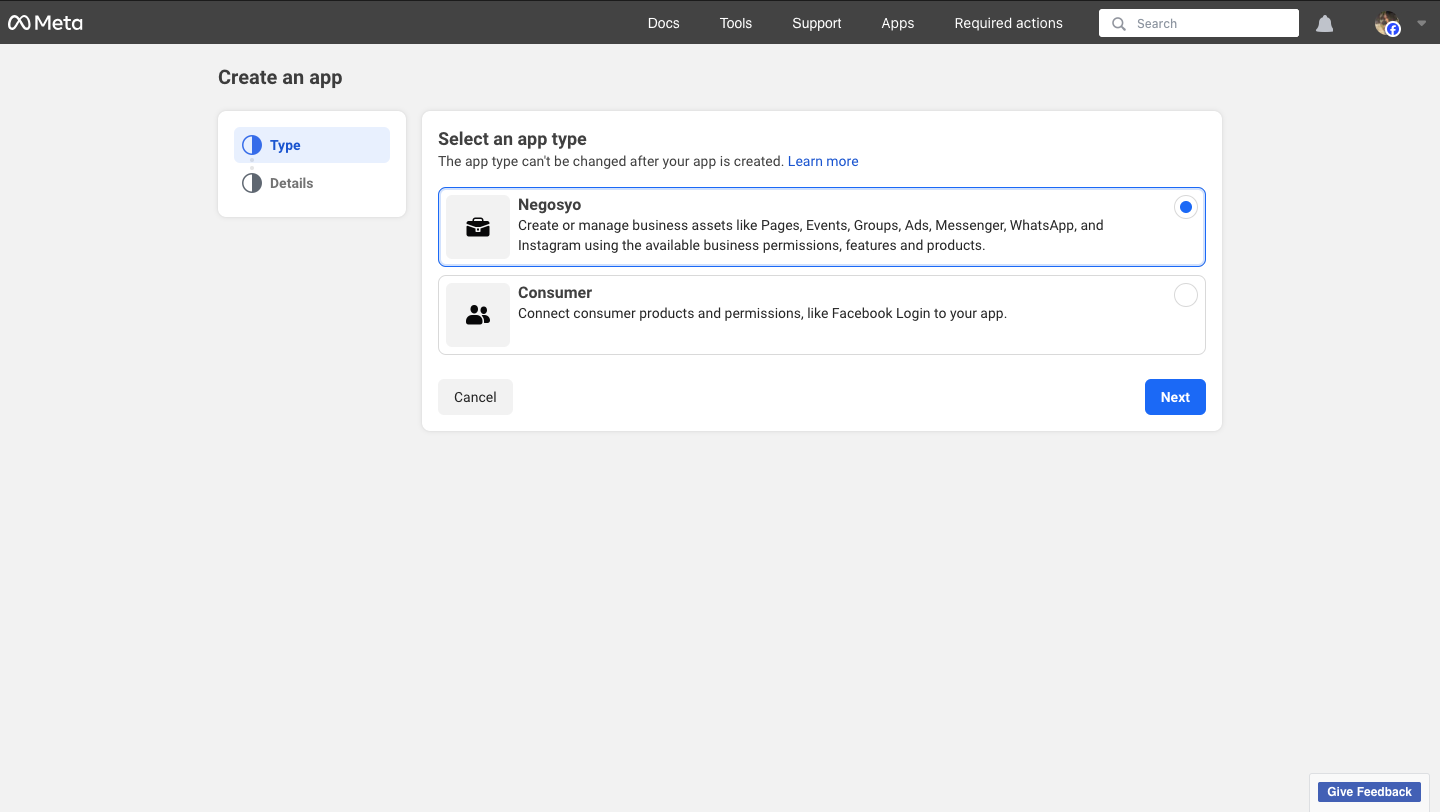 Meta
Docs
Tools
Support
Apps
Required actions
Search
Create an app
Type
Details
Select an app type
The app type can't be changed after your app is created. Learn more
Negosyo
Create or manage business assets like Pages, Events, Groups, Ads, Messenger, WhatsApp, and
Instagram using the available business permissions, features and products.
Consumer
Connect consumer products and permissions, like Facebook Login to your app.
Cancel
Next
Give Feedback